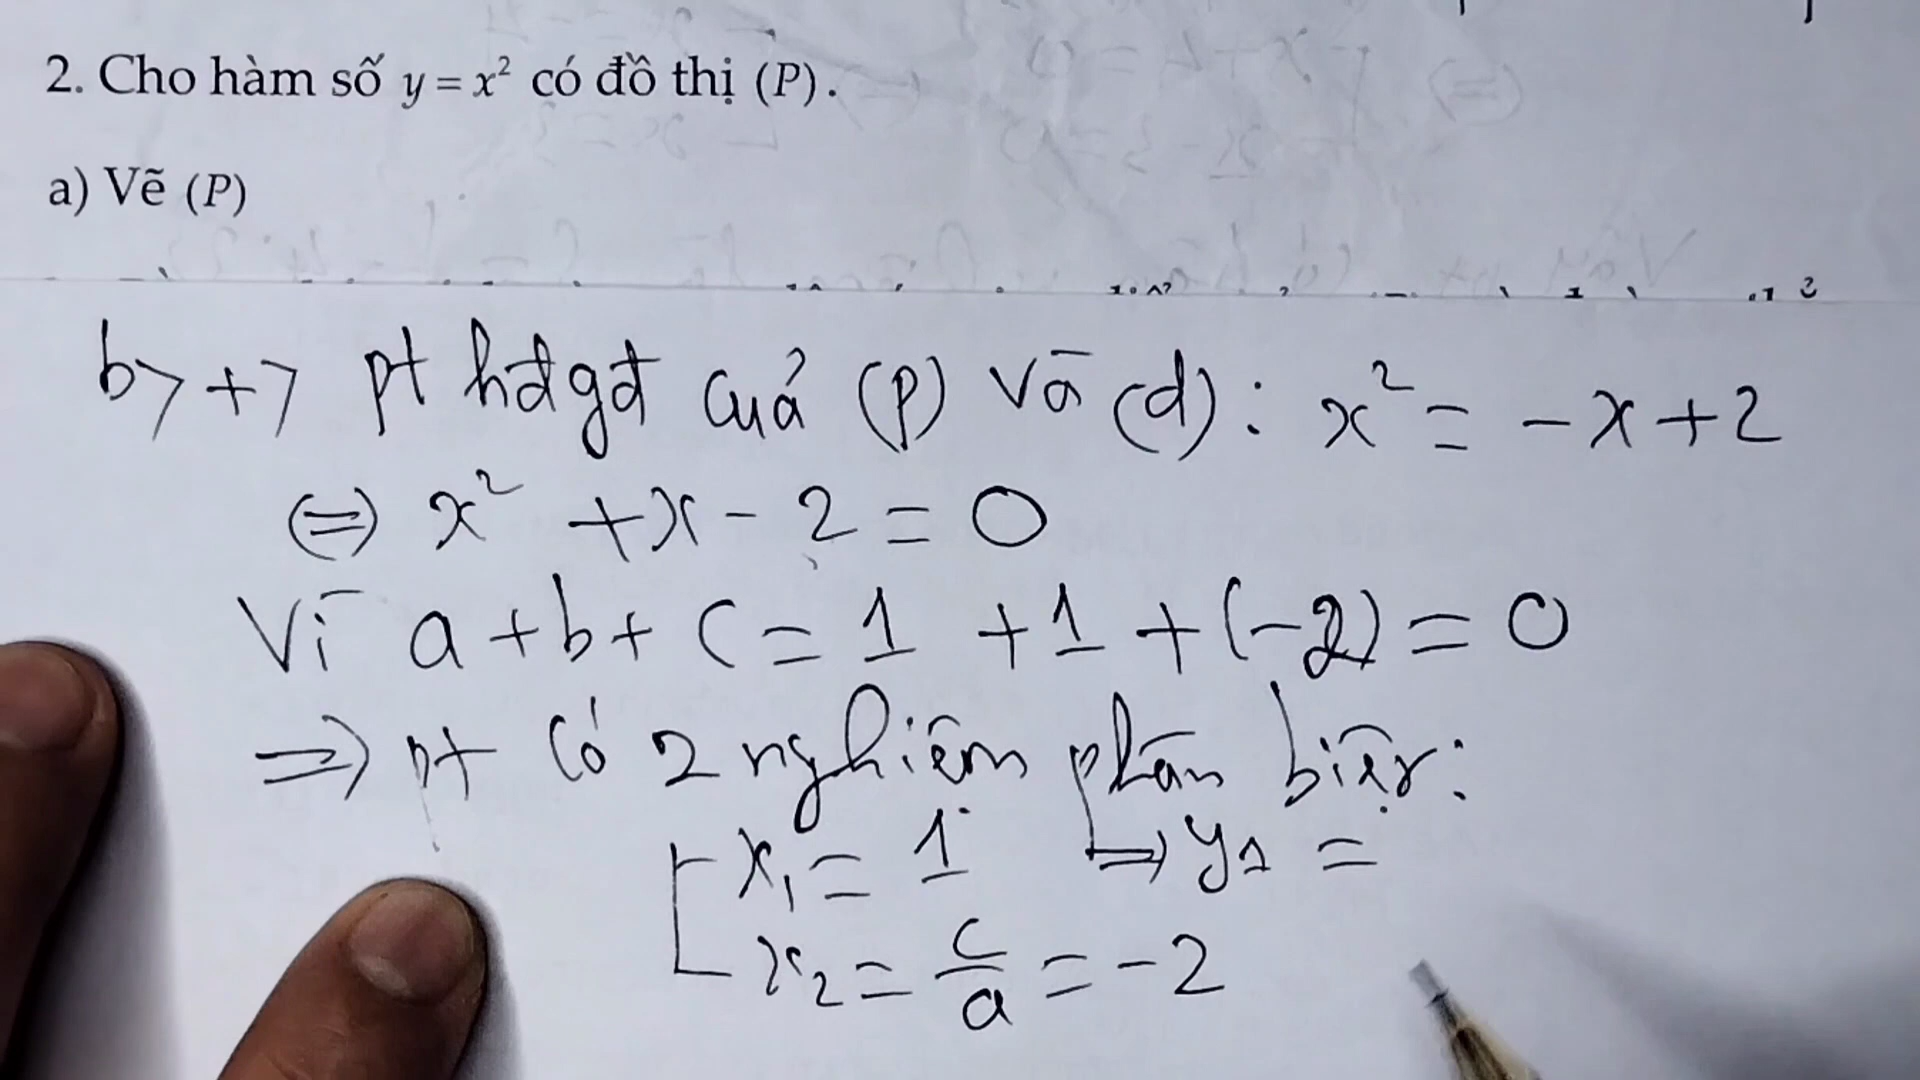 2. Cho hàm số y = x² có đồ thị (P).
a) Vẽ (P)
b> +> pt hđgđ của (P) và (d): x² = -x+2
(=) x² +x - 2 = 0
Vì a + b + c = 1 + 1 + (-2) = 0
=> pt có 2 nghiệm phân biệt:
x₁ = 1 => y₁ =
x₂ = c/a = -2